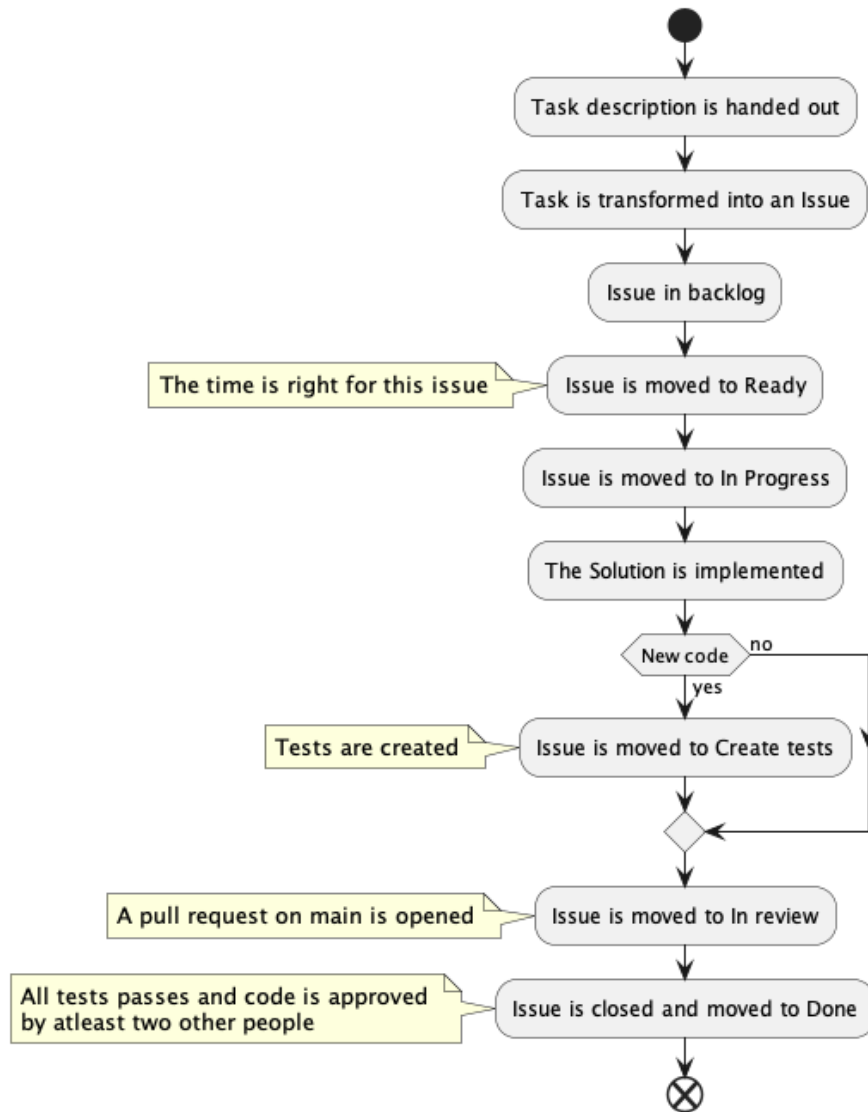 Task description is handed out
Task is transformed into an Issue
Issue in backlog
The time is right for this issue
Issue is moved to Ready
Issue is moved to In Progress
The Solution is implemented
New code
no
yes
Tests are created
Issue is moved to Create tests
A pull request on main is opened
Issue is moved to In review
All tests passes and code is approved
by atleast two other people
Issue is closed and moved to Done